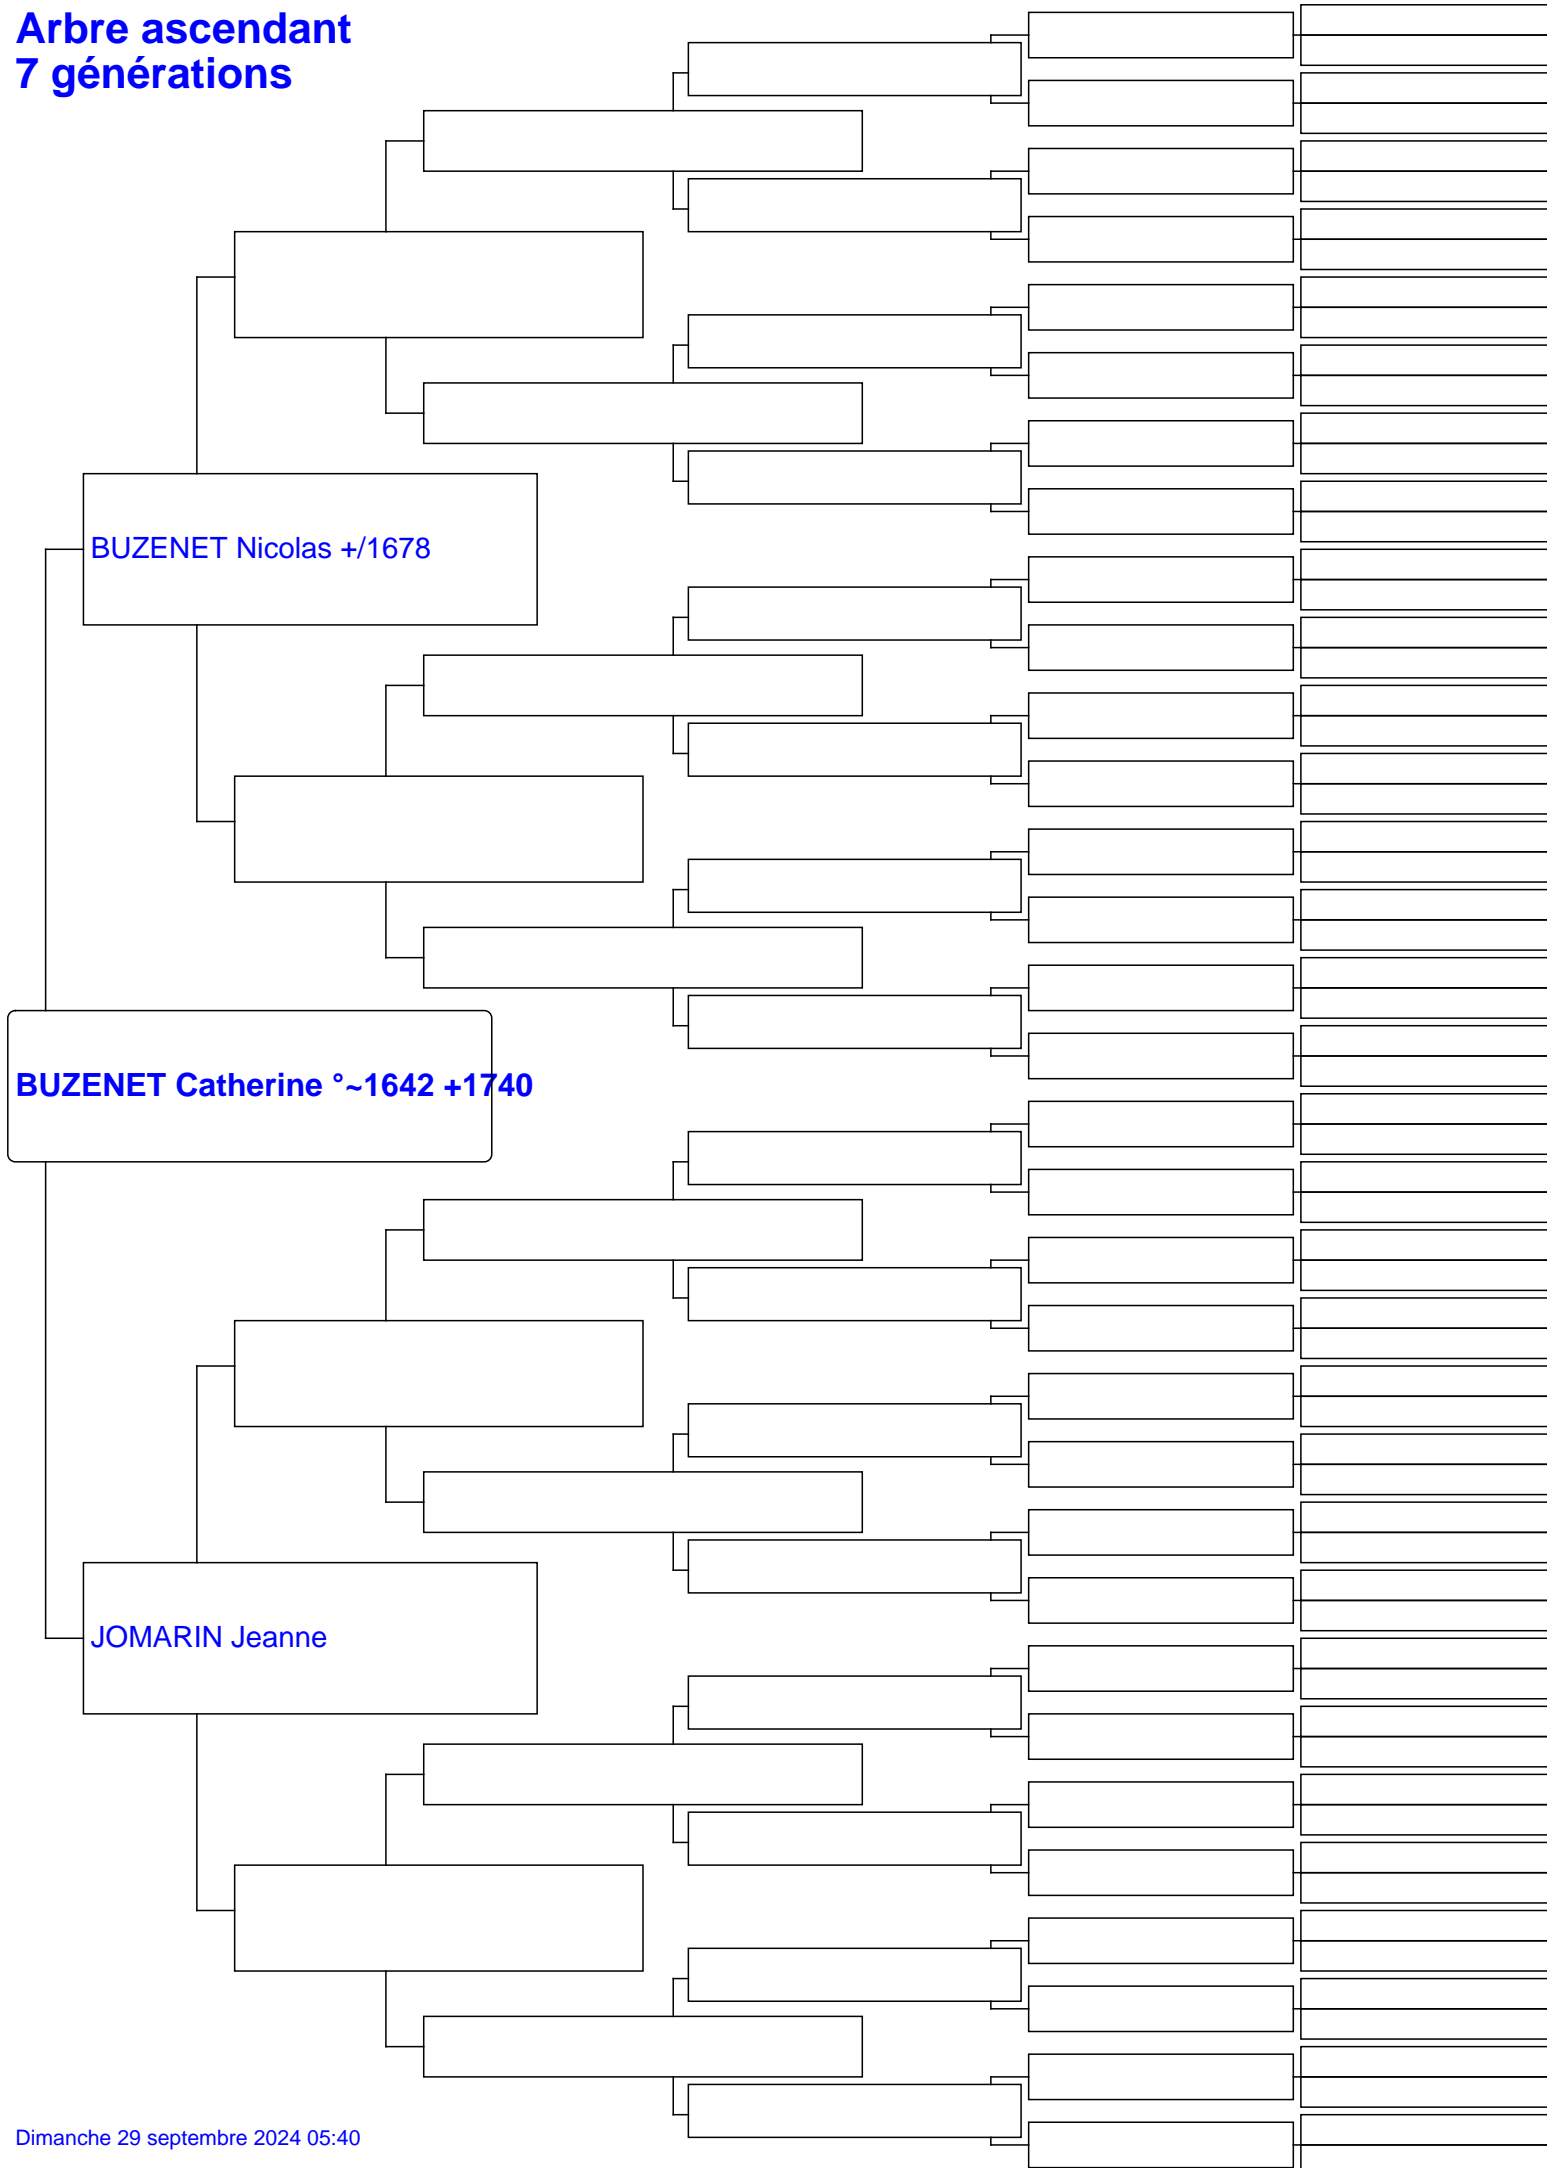 Arbre ascendant
7 générations
BUZENET Nicolas +/1678
BUZENET Catherine °~1642 +1740
JOMARIN Jeanne
Dimanche 29 septembre 2024 05:40